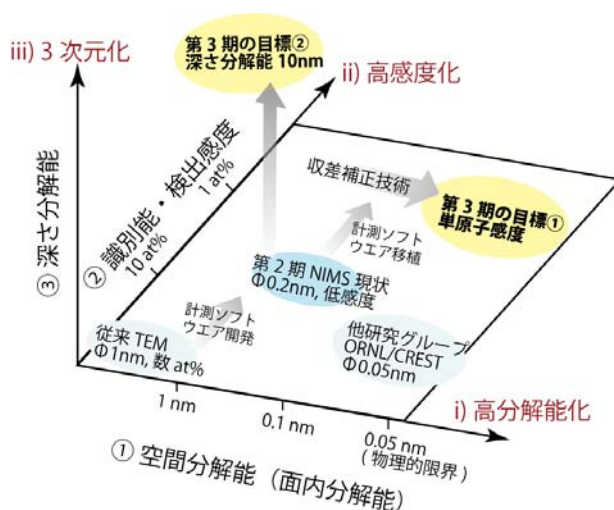 iii) 3 次元化
第3期の目標②
深さ分解能 10nm
ii) 高感度化
③ 深さ分解能
② 識別能・検出感度
1 at%
10 at%
収差補正技術
第3期の目標①
単原子感度
計測ソフト
ウエア移植
第2期 NIMS 現状
Φ0.2nm, 低感度
計測ソフト
ウエア開発
従来 TEM
Φ1nm, 数 at%
他研究グループ
ORNL/CREST
Φ0.05nm
i) 高分解能化
1 nm
0.1 nm
0.05 nm
( 物理的限界 )
① 空間分解能（面内分解能）